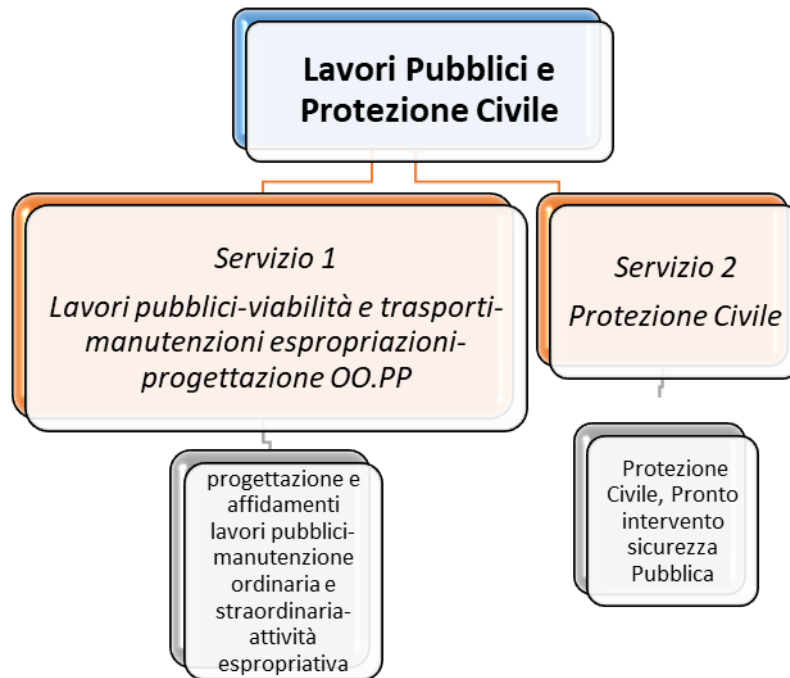 Lavori Pubblici e
Protezione Civile
Servizio 1
Lavori pubblici-viabilità e trasporti-
manutenzioni espropriazioni-
progettazione OO.PP
Servizio 2
Protezione Civile
progettazione e
affidamenti
lavori pubblici-
manutenzione
ordinaria e
straordinaria-
attività
espropriativa
Protezione
Civile, Pronto
intervento
sicurezza
Pubblica